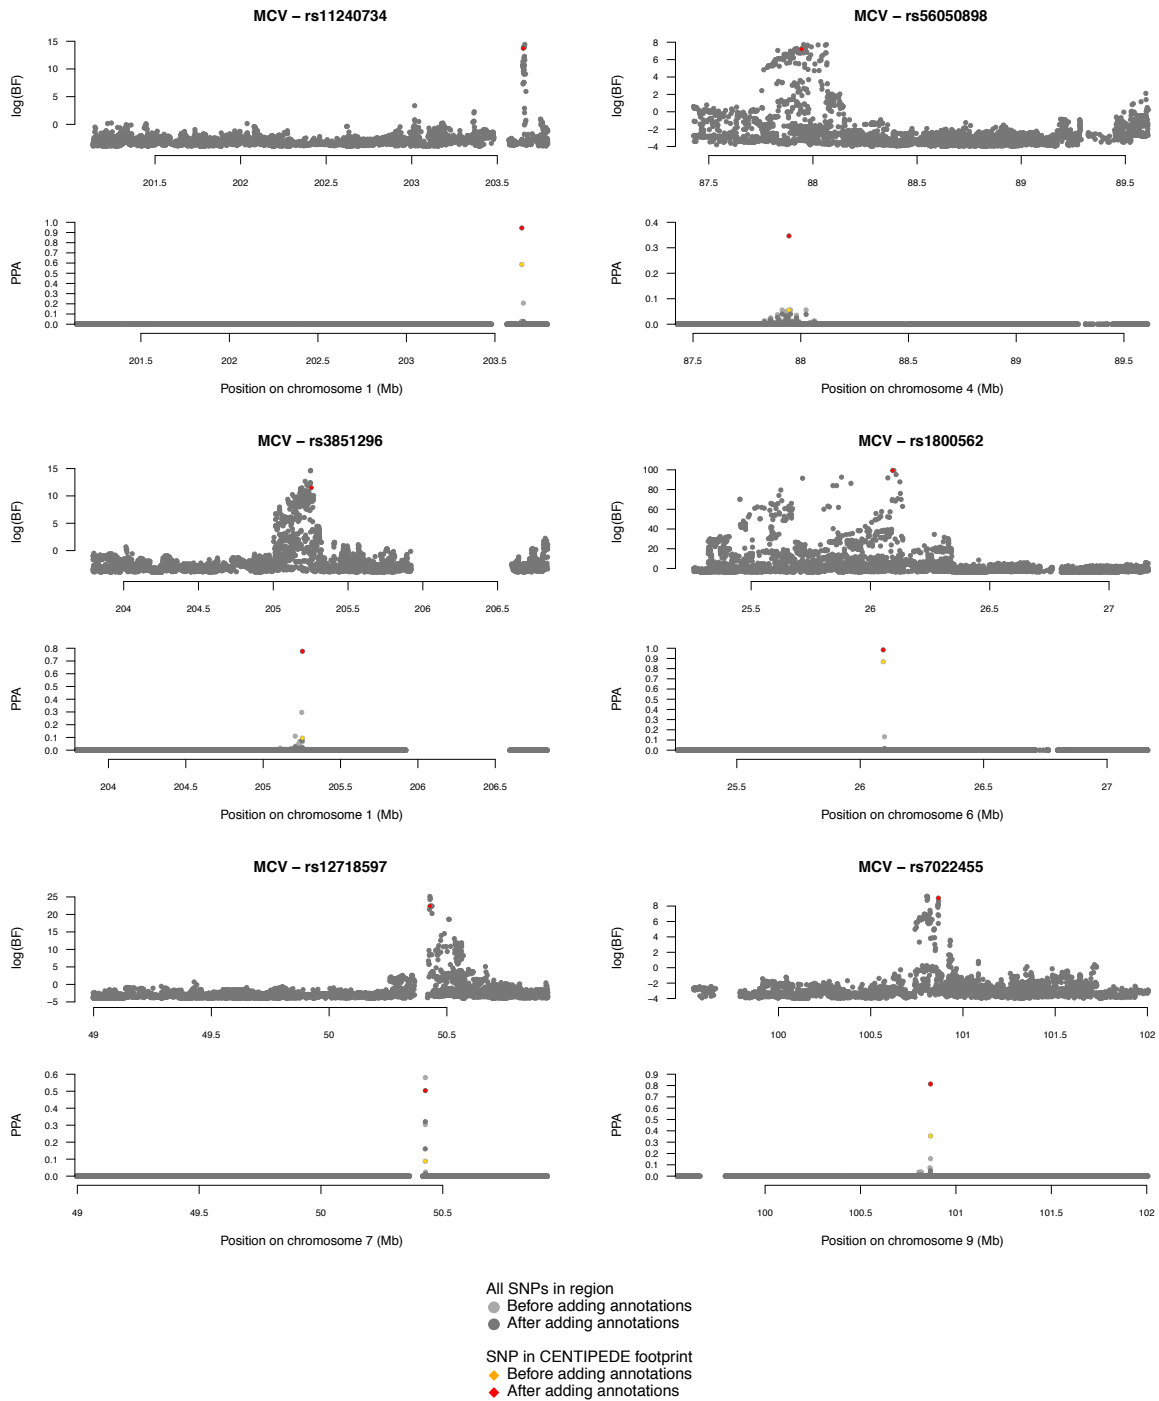 MCV – rs11240734
log(BF)
15
10
5
0
201.5 202 202.5 203 203.5
PPA
1.0
0.9
0.8
0.7
0.6
0.5
0.4
0.3
0.2
0.1
0.0
201.5 202 202.5 203 203.5
Position on chromosome 1 (Mb)
MCV – rs56050898
log(BF)
8
6
4
2
0
−2
−4
87.5 88 88.5 89 89.5
PPA
0.4
0.3
0.2
0.1
0.0
87.5 88 88.5 89 89.5
Position on chromosome 4 (Mb)
MCV – rs3851296
log(BF)
15
10
5
0
204 204.5 205 205.5 206 206.5
PPA
0.8
0.7
0.6
0.5
0.4
0.3
0.2
0.1
0.0
204 204.5 205 205.5 206 206.5
Position on chromosome 1 (Mb)
MCV – rs1800562
log(BF)
100
80
60
40
20
0
25.5 26 26.5 27
PPA
1.0
0.9
0.8
0.7
0.6
0.5
0.4
0.3
0.2
0.1
0.0
25.5 26 26.5 27
Position on chromosome 6 (Mb)
MCV – rs12718597
log(BF)
25
20
15
10
5
0
−5
49 49.5 50 50.5
PPA
0.6
0.5
0.4
0.3
0.2
0.1
0.0
49 49.5 50 50.5
Position on chromosome 7 (Mb)
MCV – rs7022455
log(BF)
8
6
4
2
0
−2
−4
100 100.5 101 101.5 102
PPA
0.9
0.8
0.7
0.6
0.5
0.4
0.3
0.2
0.1
0.0
100 100.5 101 101.5 102
Position on chromosome 9 (Mb)
All SNPs in region
Before adding annotations
After adding annotations
SNP in CENTIPEDE footprint
Before adding annotations
After adding annotations